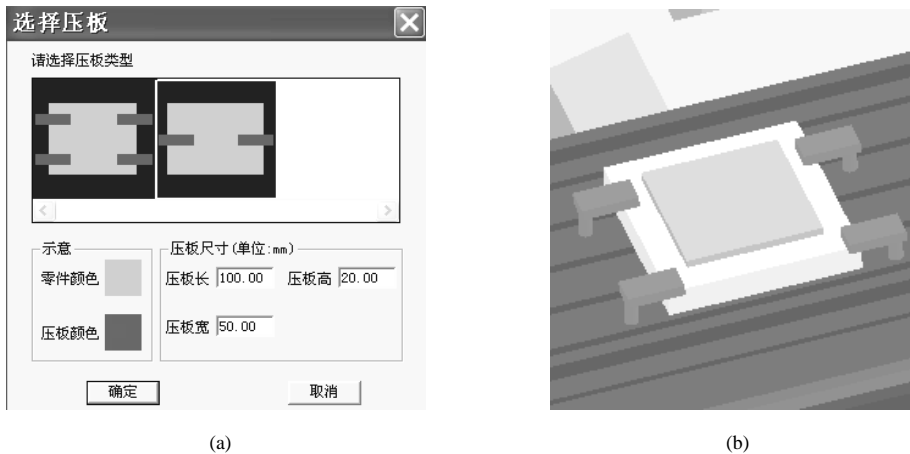 选择压板
请选择压板类型
示意
零件颜色
压板颜色
压板尺寸(单位:mm)
压板长 100.00 压板高 20.00
压板宽 50.00
确定 取消
(a) (b)